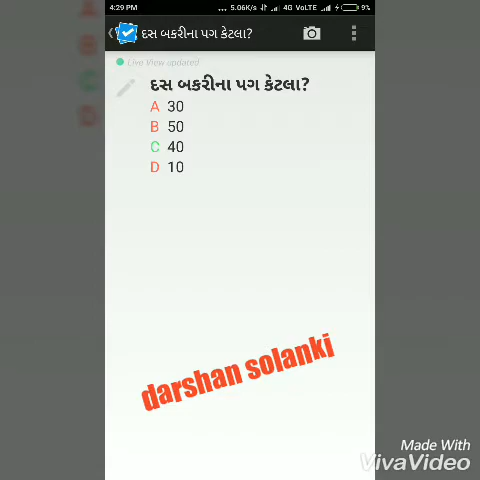 4:29 PM ... 5.06K/s 4G VoLTE 9%
દસ બકરીના પગ કેટલા?
Live View updated
દસ બકરીના પગ કેટલા?
A 30
B 50
C 40
D 10
darshan solanki
Made With
VivaVideo